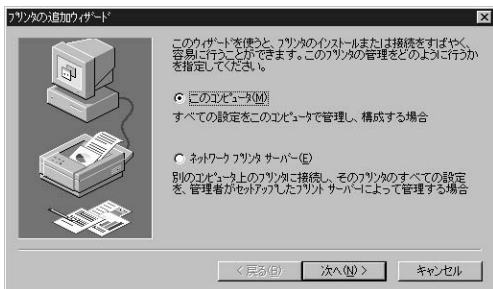 プリンタの追加ウィザード
このウィザードを使うと、プリンタのインストールまたは接続をすばやく、
容易に行うことができます。このプリンタの管理をどのように行うか
を指定してください。
このコンピュータ(M)
すべての設定をこのコンピュータで管理し、構成する場合
ネットワーク プリンタ サーバー(E)
別のコンピュータ上のプリンタに接続し、そのプリンタのすべての設定
を、管理者がセットアップしたプリント サーバーによって管理する場合
< 戻る(B)
次へ(N) >
キャンセル